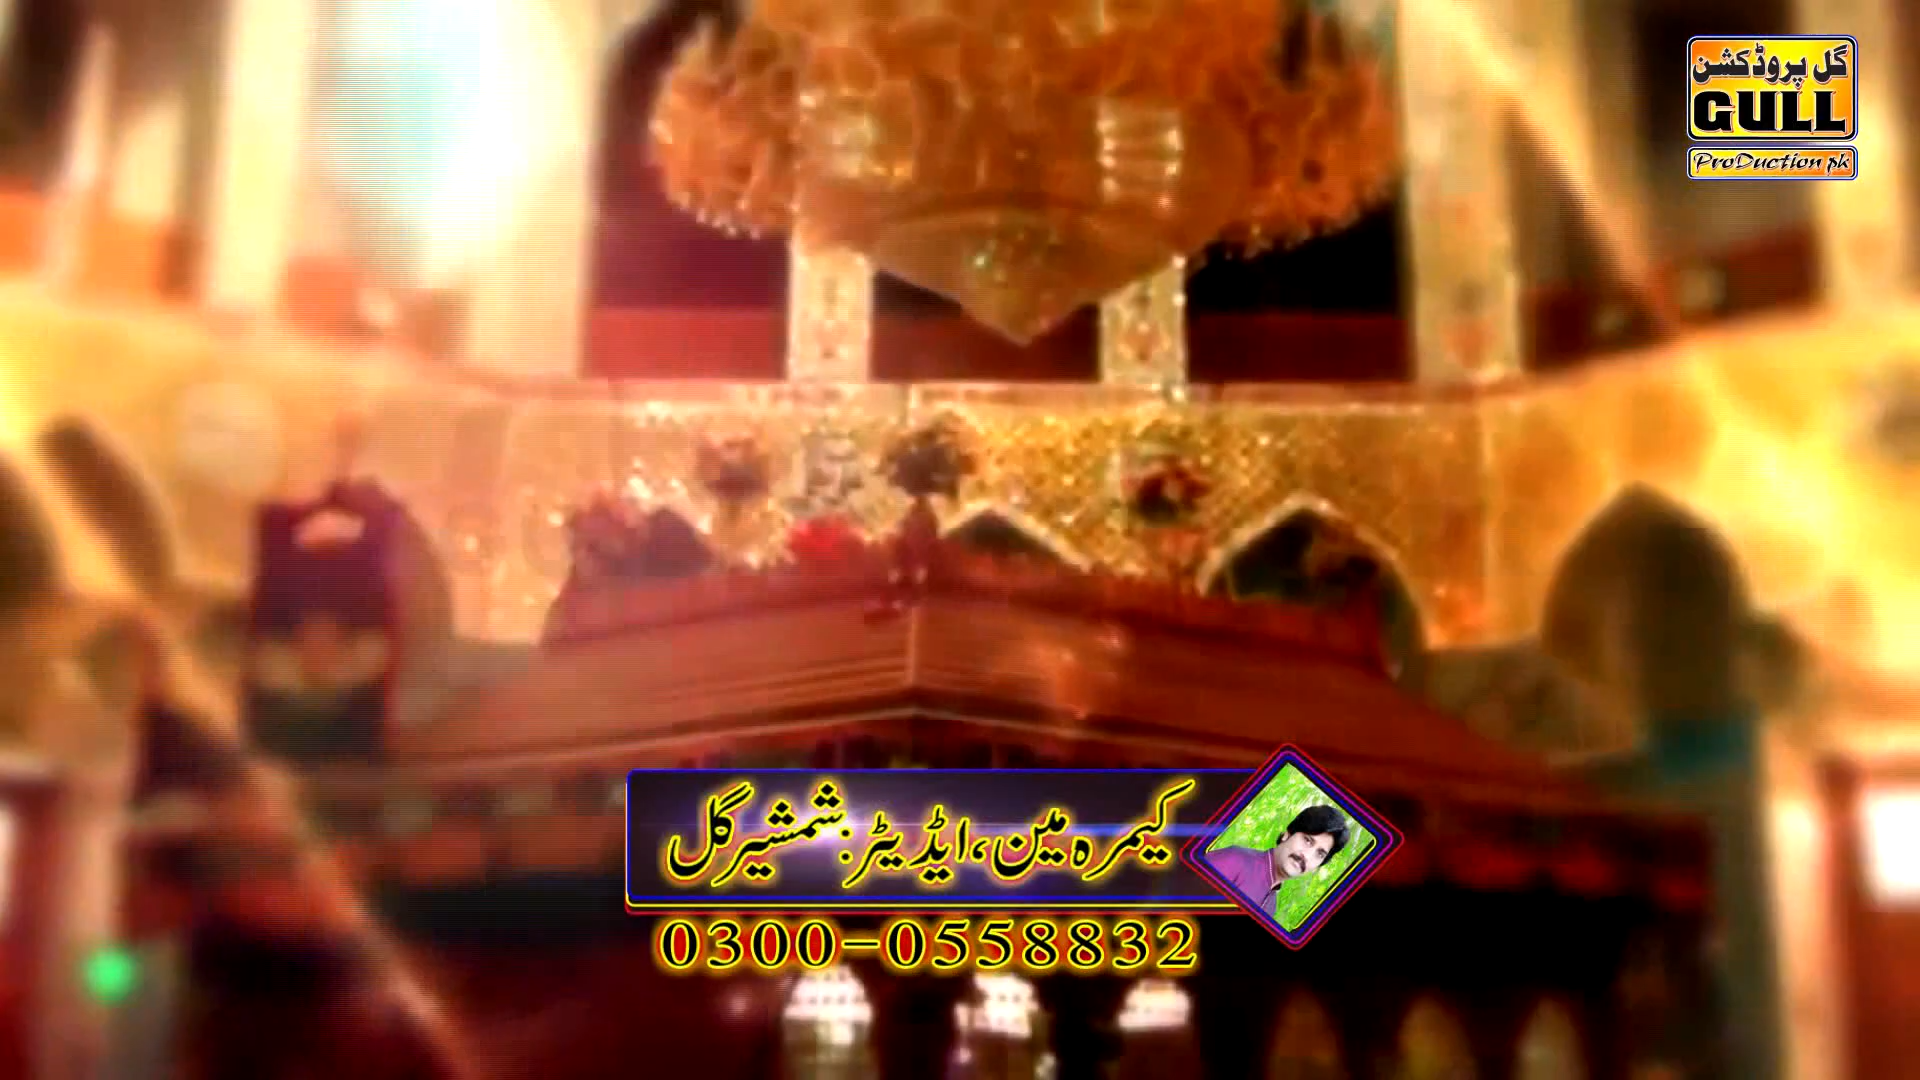 گل پروڈکشن
GULL
ProDuction pk
کیمرہ مین، ایڈیٹر: شمشیر گل
0300-0558832